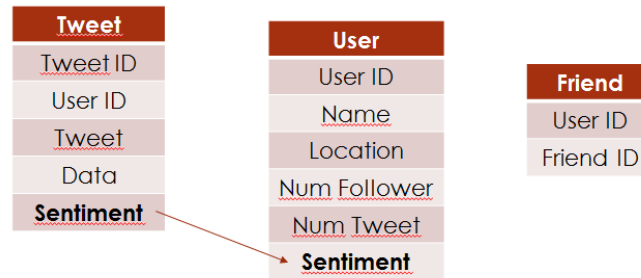 Tweet
Tweet ID
User ID
Tweet
Data
Sentiment
User
User ID
Name
Location
Num Follower
Num Tweet
Sentiment
Friend
User ID
Friend ID